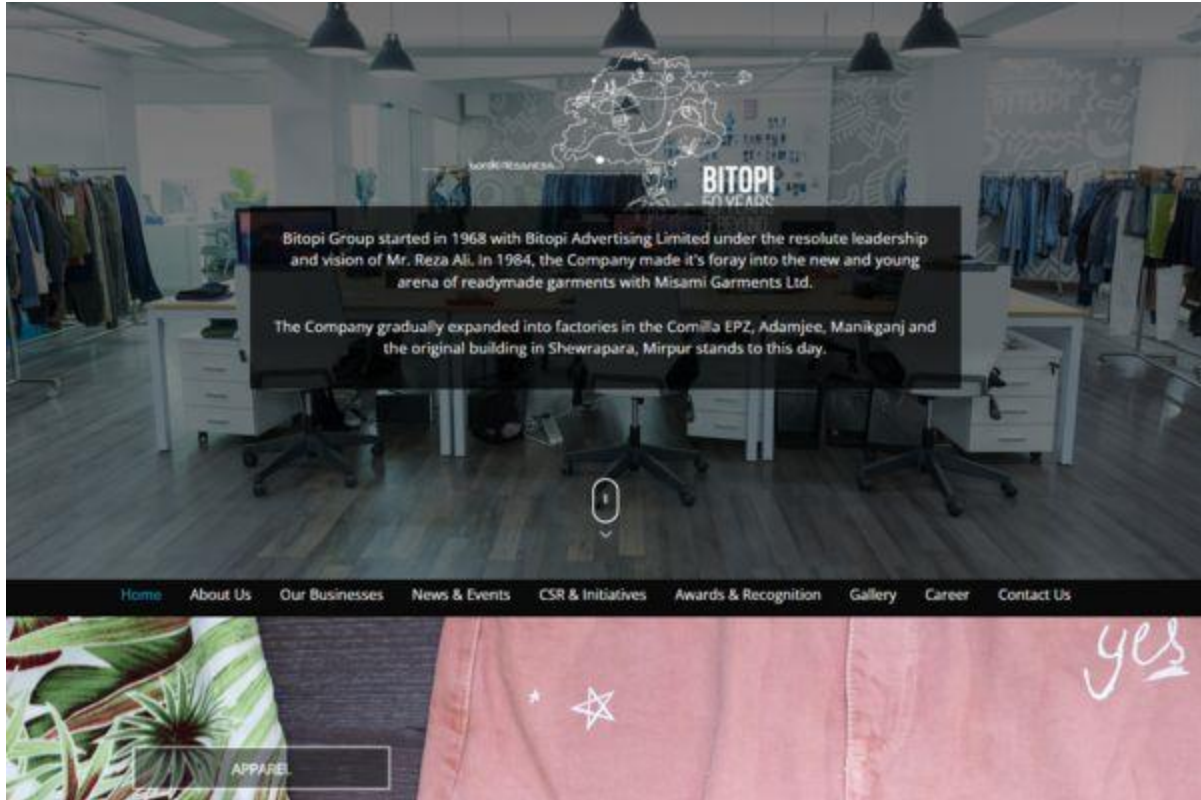 borderlessness
BITOPI
50 YEARS
Bitopi Group started in 1968 with Bitopi Advertising Limited under the resolute leadership
and vision of Mr. Reza Ali. In 1984, the Company made it's foray into the new and young
arena of readymade garments with Misami Garments Ltd.
The Company gradually expanded into factories in the Comilla EPZ, Adamjee, Manikganj and
the original building in Shewrapara, Mirpur stands to this day.
Home About Us Our Businesses News & Events CSR & Initiatives Awards & Recognition Gallery Career Contact Us
yes
APPAREL